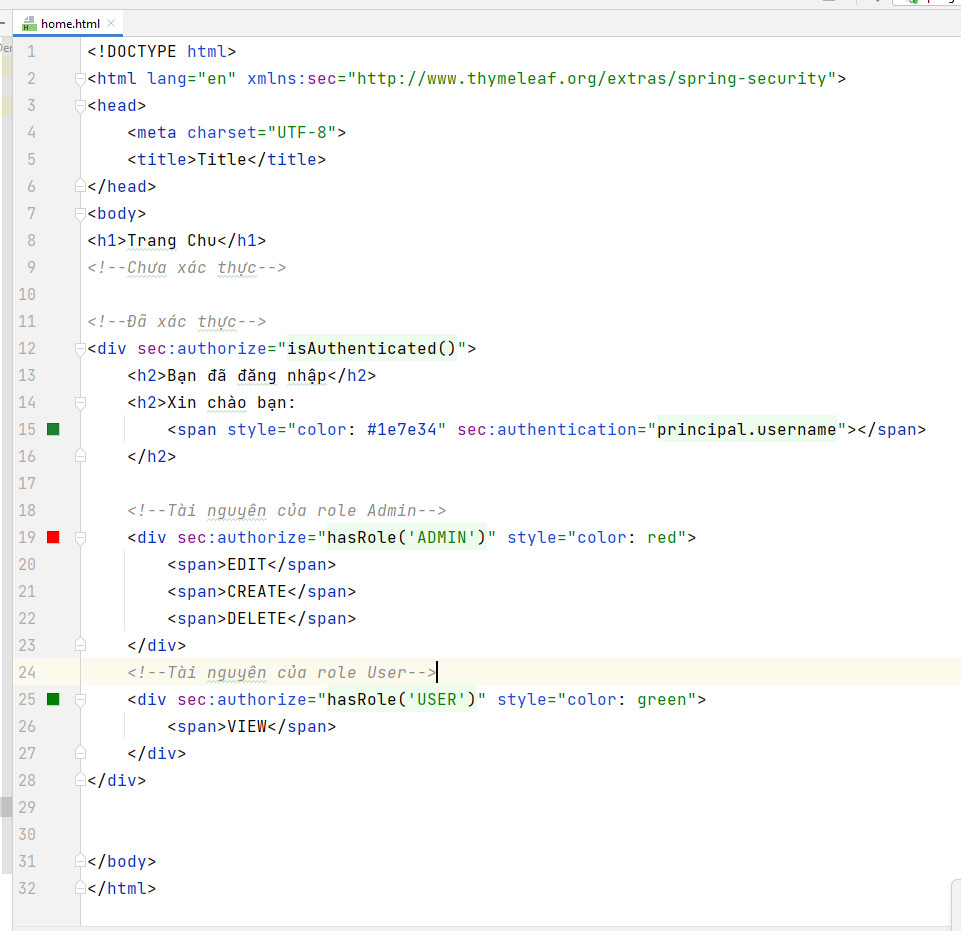 home.html
1 <!DOCTYPE html>
2 <html lang="en" xmlns:sec="http://www.thymeleaf.org/extras/spring-security">
3 <head>
4     <meta charset="UTF-8">
5     <title>Title</title>
6 </head>
7 <body>
8 <h1>Trang Chu</h1>
9 <!--Chưa xác thực-->
10
11 <!--Đã xác thực-->
12 <div sec:authorize="isAuthenticated()">
13     <h2>Bạn đã đăng nhập</h2>
14     <h2>Xin chào bạn:
15         <span style="color: #1e7e34" sec:authentication="principal.username"></span>
16     </h2>
17
18     <!--Tài nguyên của role Admin-->
19     <div sec:authorize="hasRole('ADMIN')" style="color: red">
20         <span>EDIT</span>
21         <span>CREATE</span>
22         <span>DELETE</span>
23     </div>
24     <!--Tài nguyên của role User-->
25     <div sec:authorize="hasRole('USER')" style="color: green">
26         <span>VIEW</span>
27     </div>
28 </div>
29
30
31 </body>
32 </html>